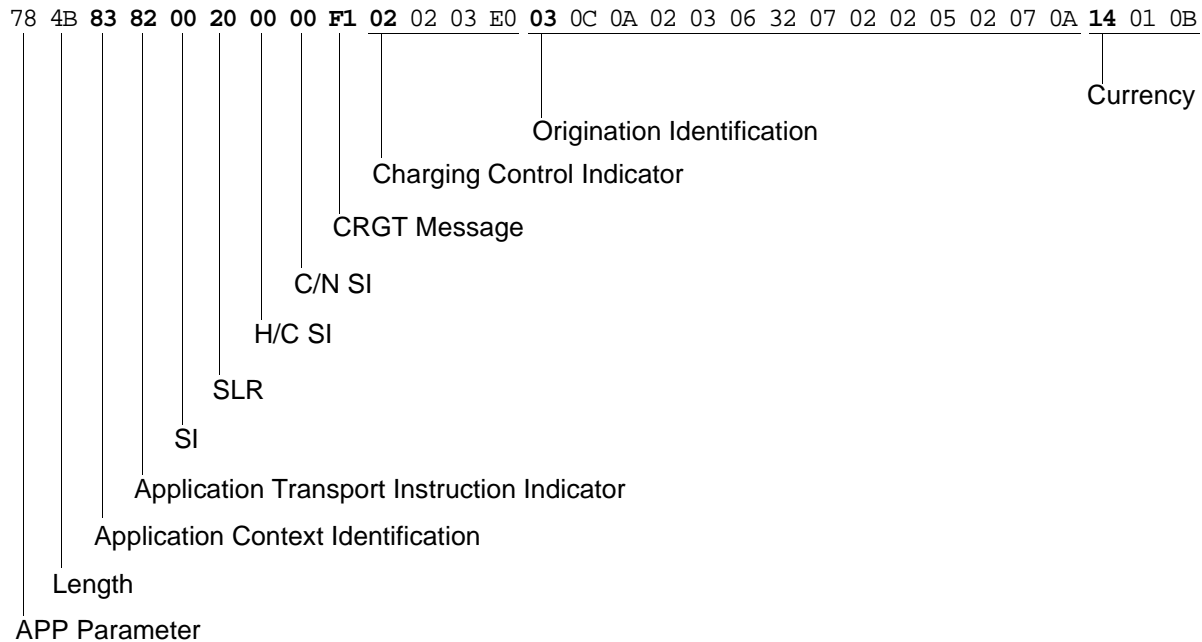 78 4B 83 82 00 20 00 00 F1 02 02 03 E0 03 0C 0A 02 03 06 32 07 02 02 05 02 07 0A 14 01 0B
Currency
Origination Identification
Charging Control Indicator
CRGT Message
C/N SI
H/C SI
SLR
SI
Application Transport Instruction Indicator
Application Context Identification
Length
APP Parameter